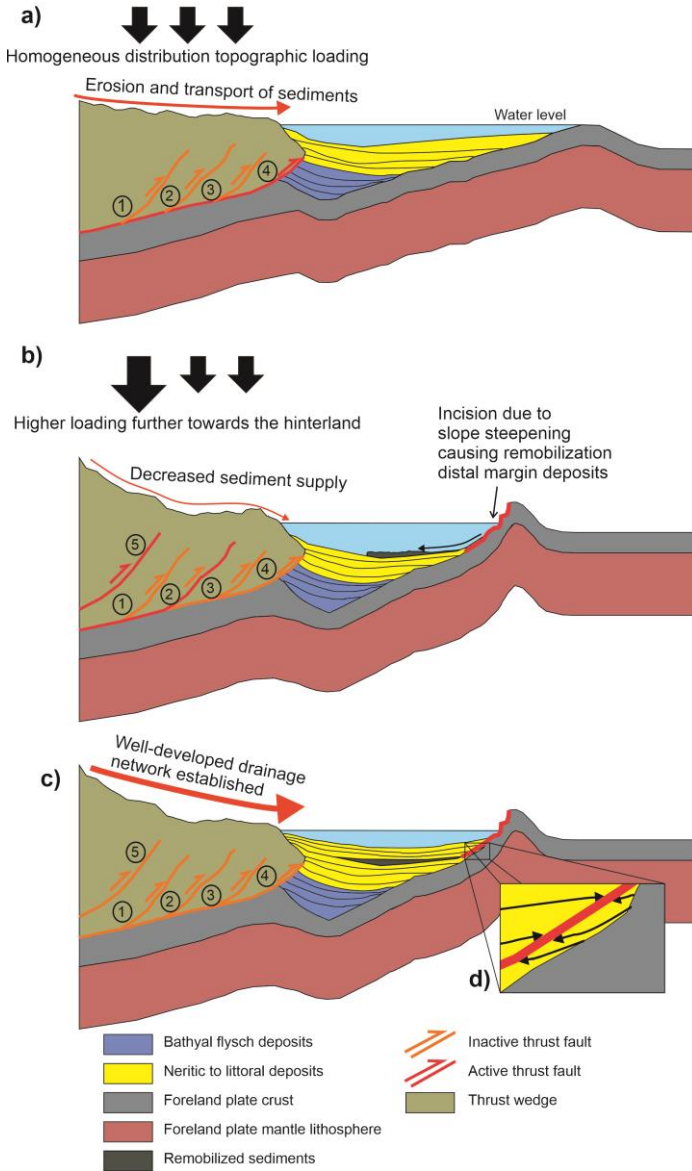 a)
Homogeneous distribution topographic loading
Erosion and transport of sediments
Water level
1
2
3
4
b)
Higher loading further towards the hinterland
Decreased sediment supply
Incision due to
slope steepening
causing remobilization
distal margin deposits
5
1
2
3
4
c)
Well-developed drainage
network established
5
1
2
3
4
d)
Bathyal flysch deposits
Neritic to littoral deposits
Foreland plate crust
Foreland plate mantle lithosphere
Remobilized sediments
Inactive thrust fault
Active thrust fault
Thrust wedge